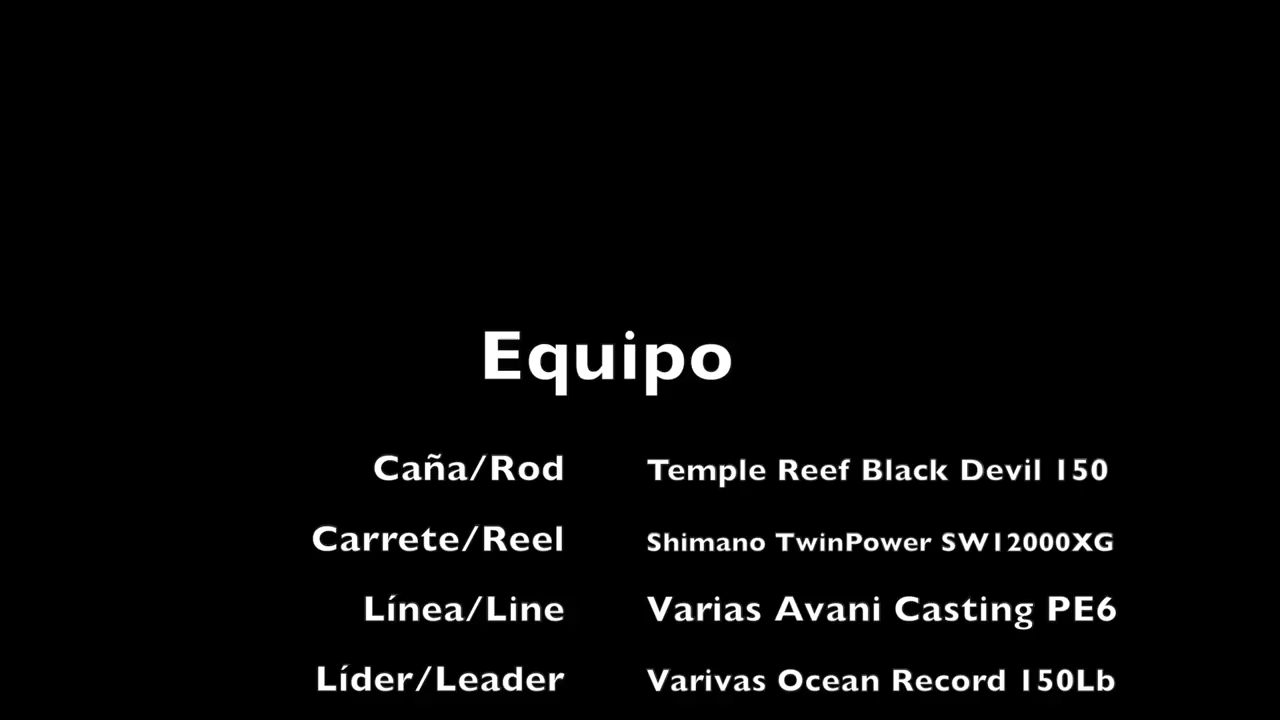 Equipo
Caña/Rod Temple Reef Black Devil 150
Carrete/Reel Shimano TwinPower SW12000XG
Línea/Line Varias Avani Casting PE6
Líder/Leader Varivas Ocean Record 150Lb